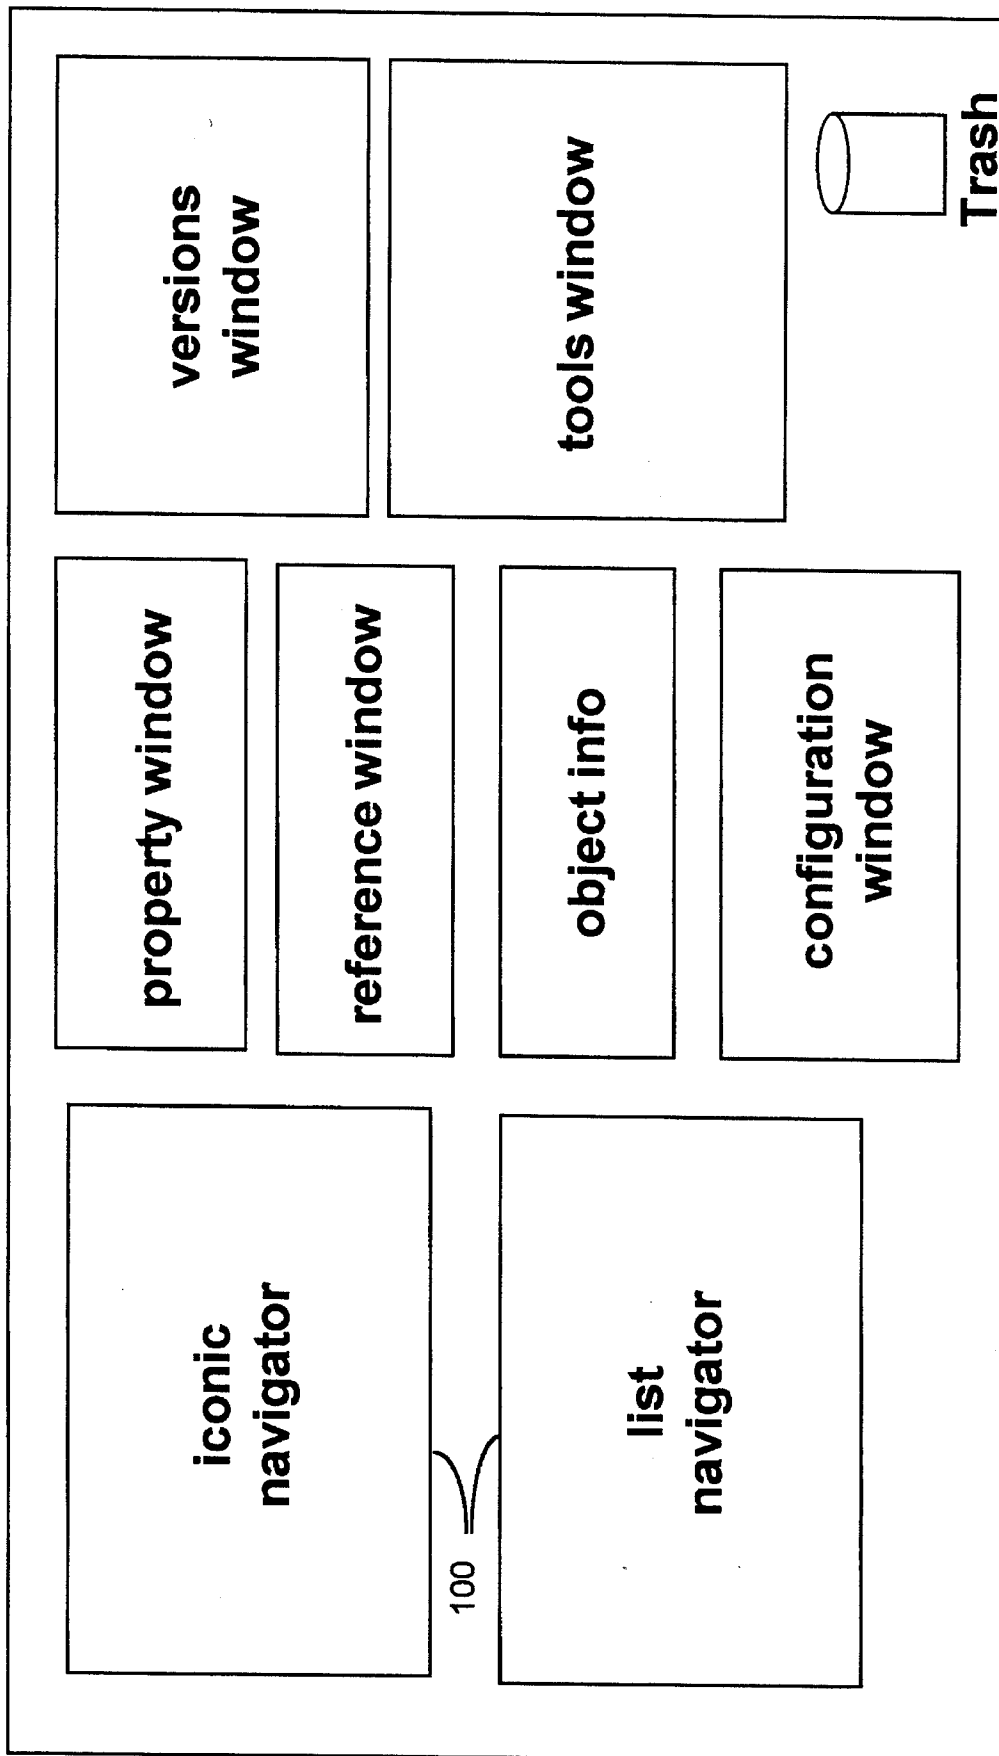 iconic
navigator
100
list
navigator
property window
reference window
object info
configuration
window
versions
window
tools window
Trash